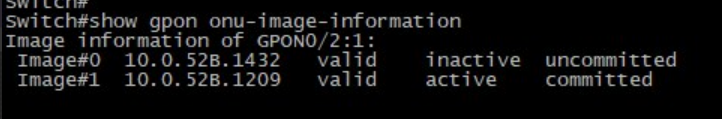 Switch#
Switch#show gpon onu-image-information
Image information of GPON0/2:1:
Image#0 10.0.52B.1432 valid inactive uncommitted
Image#1 10.0.52B.1209 valid active committed